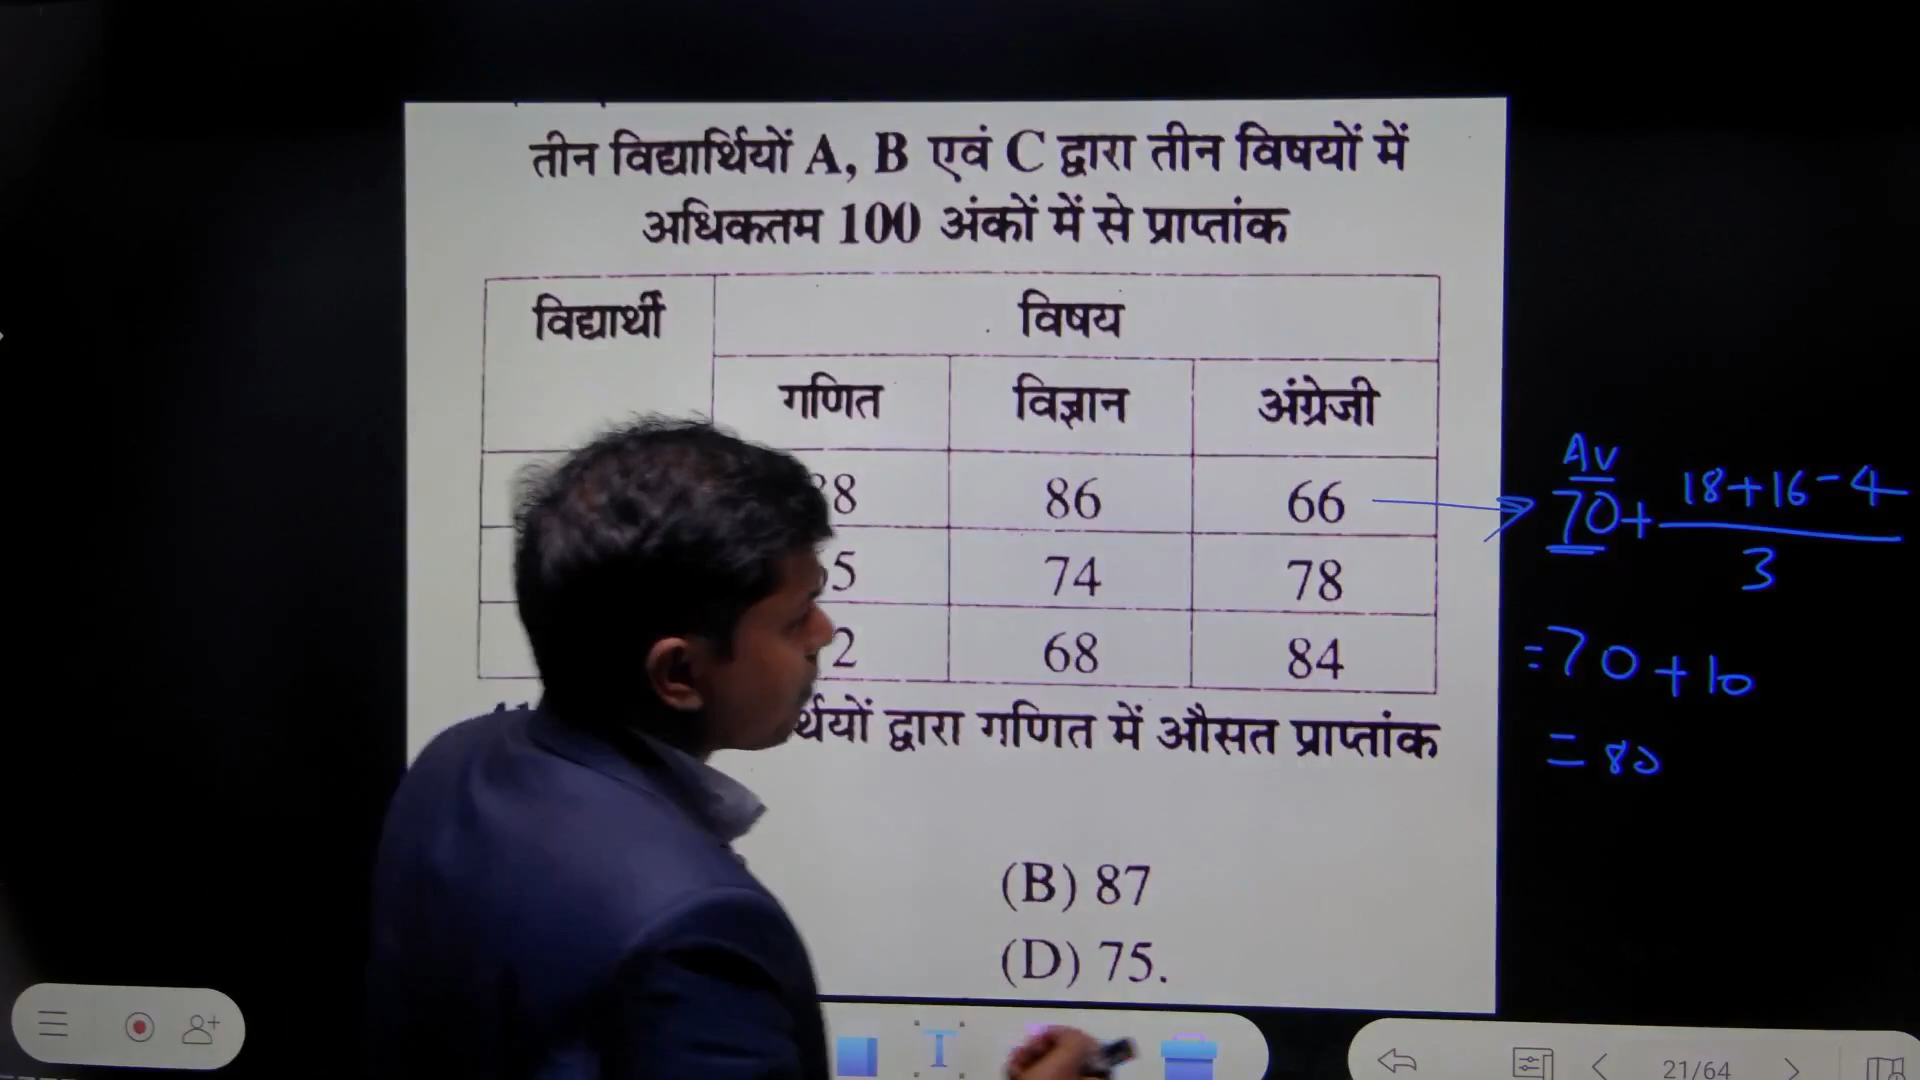 तीन विद्यार्थियों A, B एवं C द्वारा तीन विषयों में
अधिकतम 100 अंकों में से प्राप्तांक
विद्यार्थी विषय
गणित विज्ञान अंग्रेजी
86 66
74 78
68 84
द्वारा गणित में औसत प्राप्तांक
(B) 87
(D) 75.
Av
70 + 18+16-4
3
=70+10
= 80
21/64